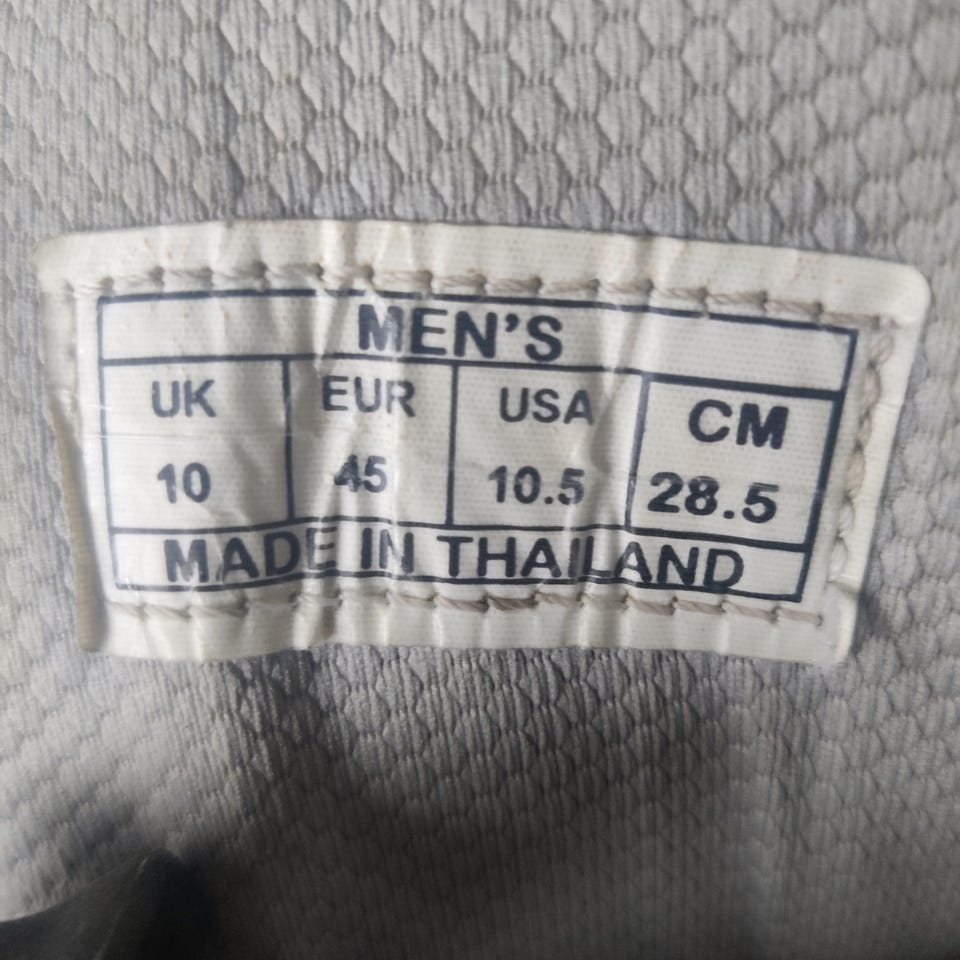 MEN'S
UK EUR USA CM
10 45 10.5 28.5
MADE IN THAILAND